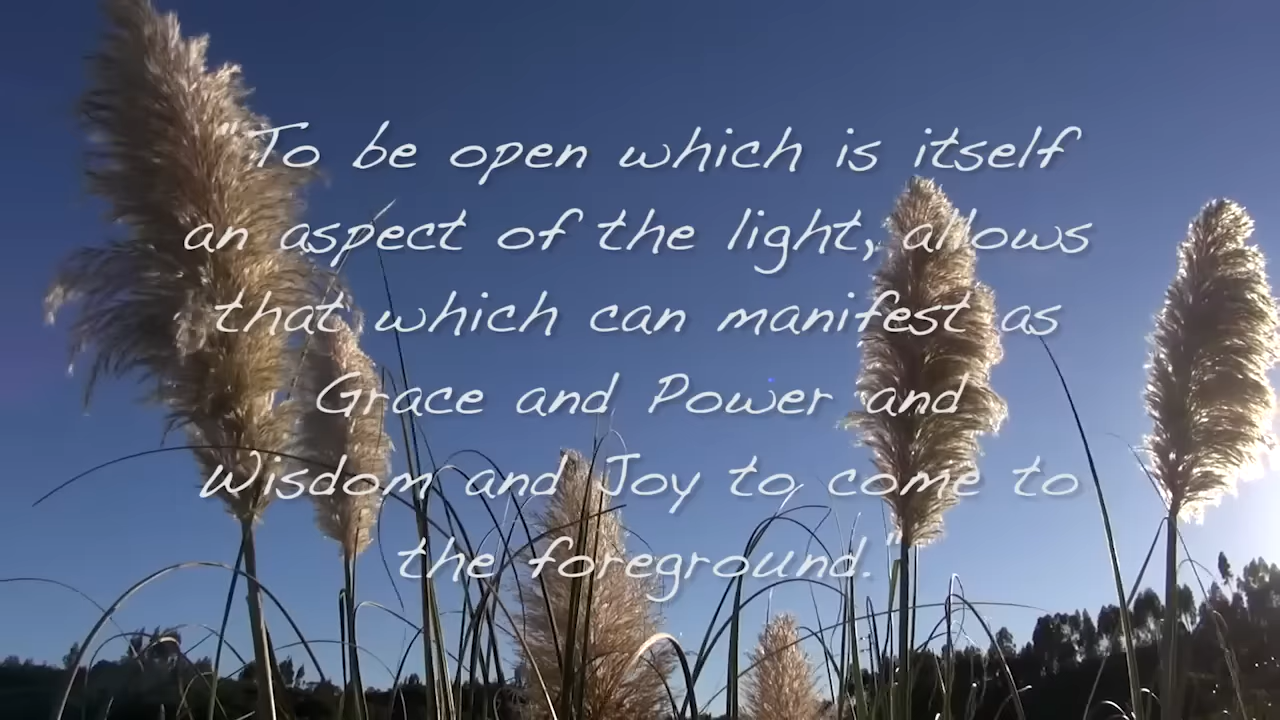 "To be open which is itself
an aspect of the light, allows
that which can manifest as
Grace and Power and
Wisdom and Joy to come to
the foreground."